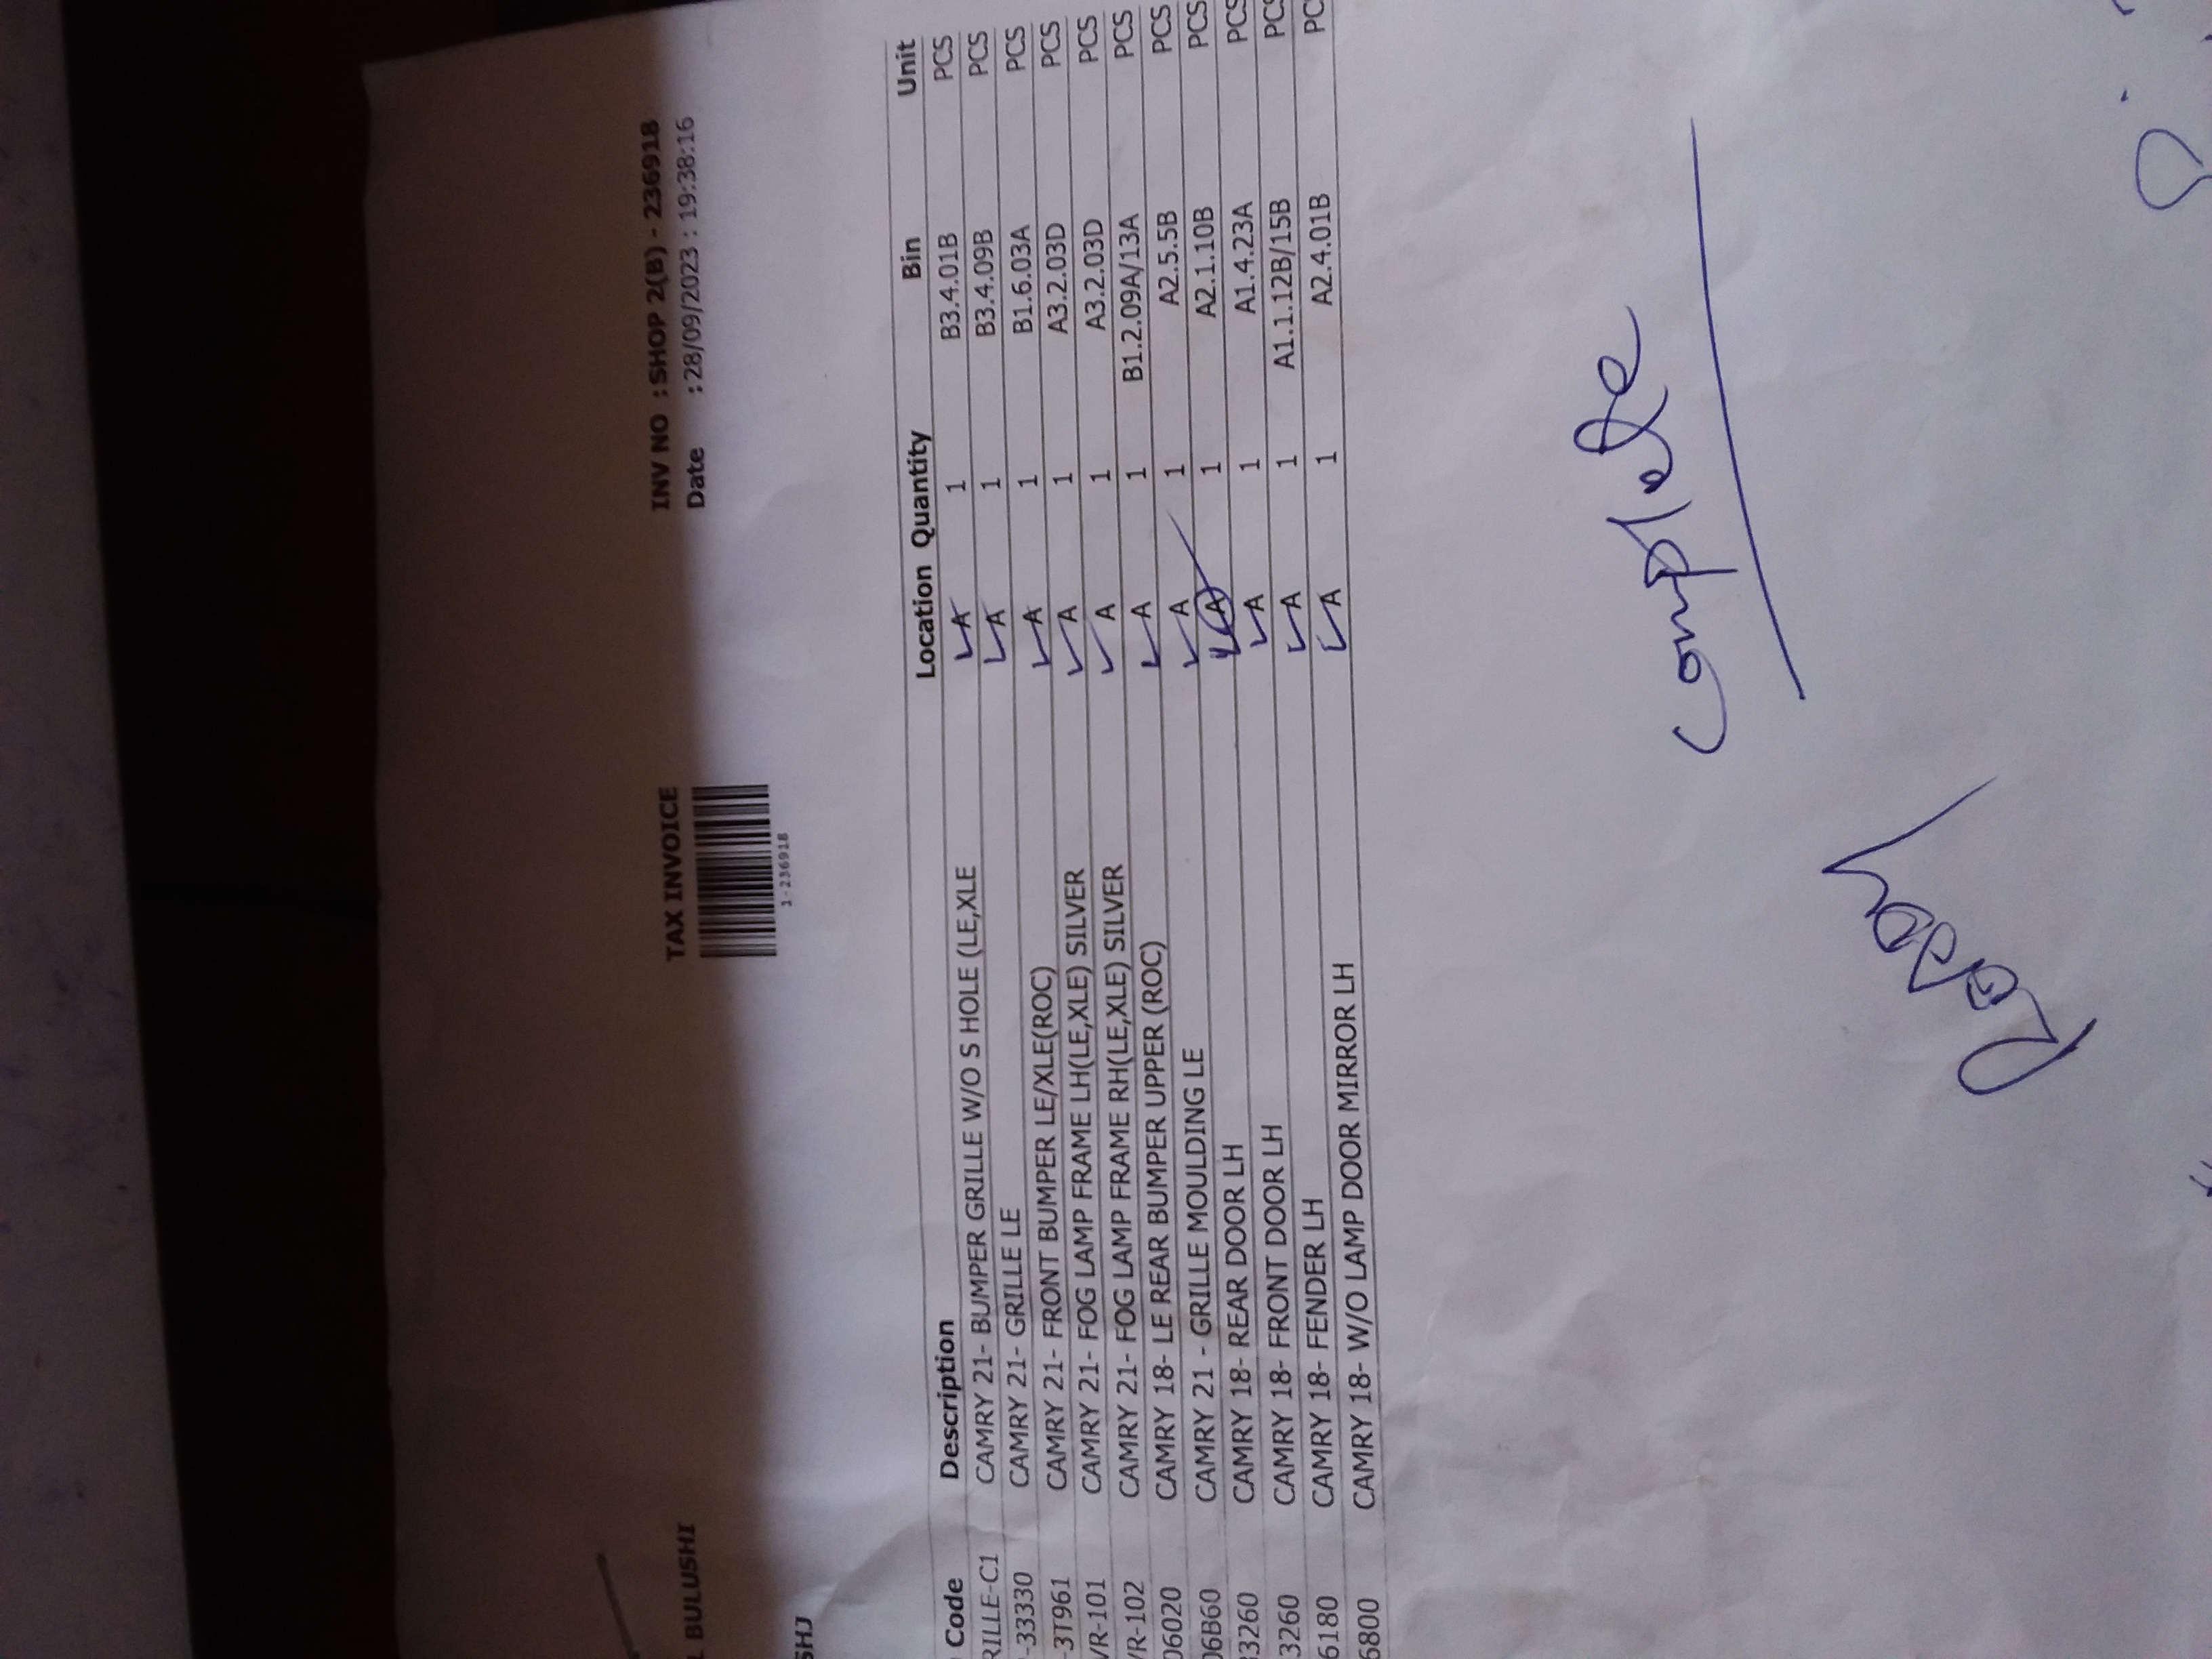 TAX INVOICE
INV NO : SHOP 2(B) - 236918
BULUSHI
Date : 28/09/2023 : 19:38:16
1-236918
SHJ
Code Description Location Quantity Bin Unit
RILLE-C1 CAMRY 21- BUMPER GRILLE W/O S HOLE (LE,XLE A 1 B3.4.01B PCS
-33330 CAMRY 21- GRILLE LE A 1 B3.4.09B PCS
-3T961 CAMRY 21- FRONT BUMPER LE/XLE(ROC) A 1 B1.6.03A PCS
VR-101 CAMRY 21- FOG LAMP FRAME LH(LE,XLE) SILVER A 1 A3.2.03D PCS
VR-102 CAMRY 21- FOG LAMP FRAME RH(LE,XLE) SILVER A 1 A3.2.03D PCS
06020 CAMRY 18- LE REAR BUMPER UPPER (ROC) A 1 B1.2.09A/13A PCS
06B60 CAMRY 21 - GRILLE MOULDING LE A 1 A2.5.5B PCS
33260 CAMRY 18- REAR DOOR LH A 1 A2.1.10B PCS
3260 CAMRY 18- FRONT DOOR LH A 1 A1.4.23A PCS
6180 CAMRY 18- FENDER LH A 1 A1.1.12B/15B PCS
6800 CAMRY 18- W/O LAMP DOOR MIRROR LH A 1 A2.4.01B PC
complete